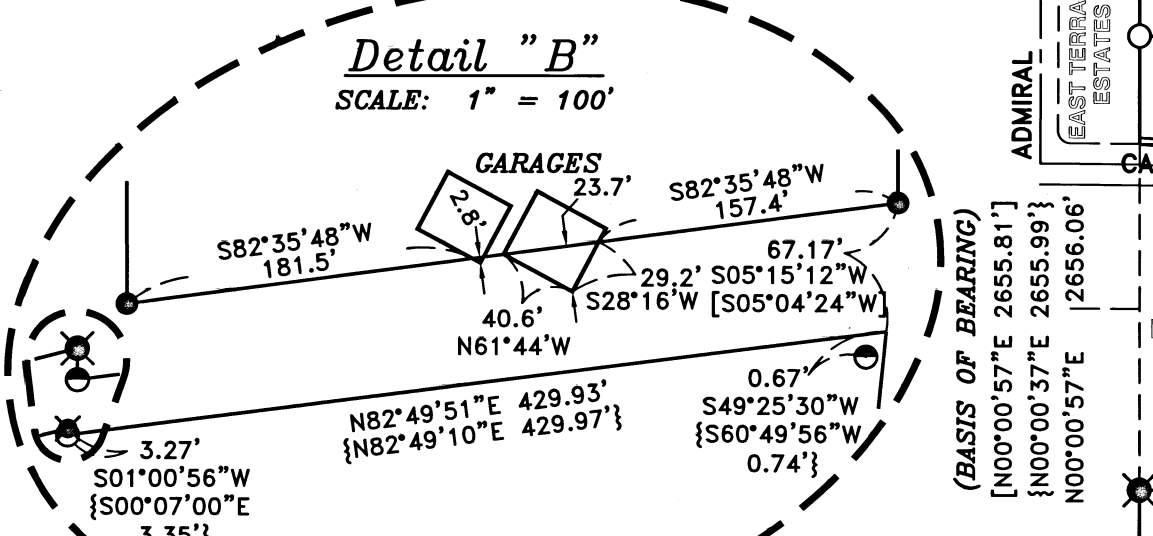 Detail "B"
SCALE: 1" = 100'
GARAGES
2.8'
23.7'
S82°35'48"W
157.4'
S82°35'48"W
181.5'
67.17'
S05°15'12"W
[S05°04'24"W]
29.2'
S28°16'W
40.6'
N61°44'W
N82°49'51"E 429.93'
{N82°49'10"E 429.97'}
0.67'
S49°25'30"W
{S60°49'56"W
0.74'}
3.27'
S01°00'56"W
{S00°07'00"E
3.35'}
ADMIRAL
EAST TERRA
ESTATES
CA
(BASIS OF BEARING)
[N00°00'57"E 2655.81']
{N00°00'37"E 2655.99'}
N00°00'57"E 2656.06'